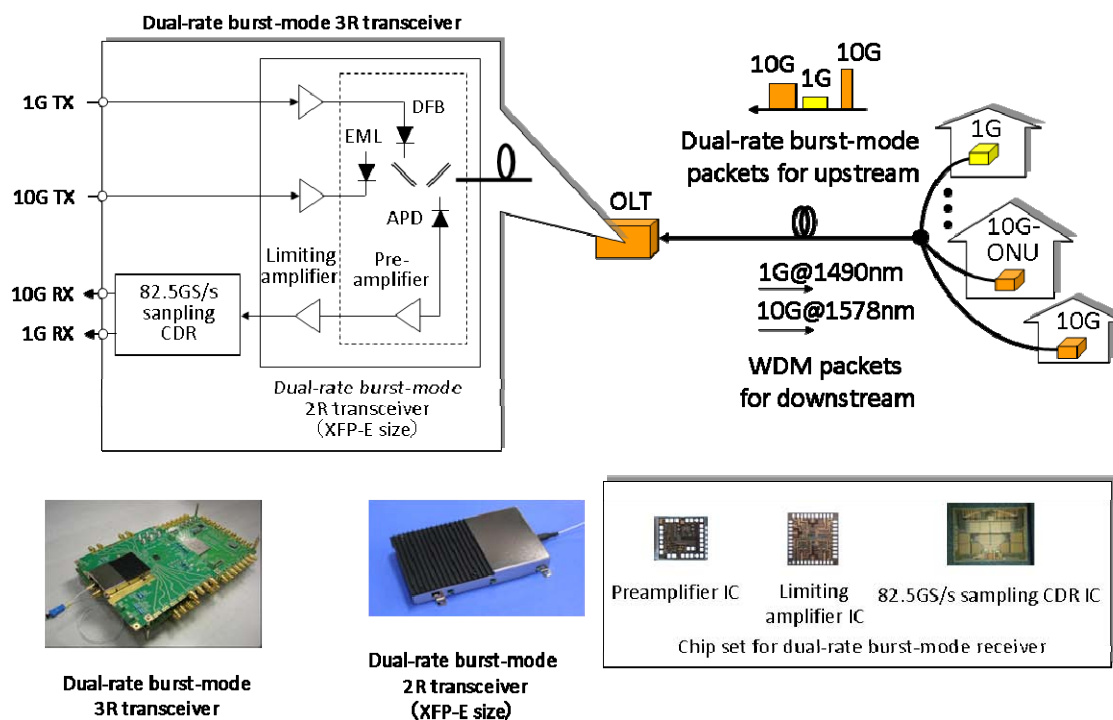 Dual-rate burst-mode 3R transceiver
1G TX
10G TX
10G RX
1G RX
DFB
EML
APD
Limiting
amplifier
Pre-
amplifier
82.5GS/s
sanpling
CDR
Dual-rate burst-mode
2R transceiver
(XFP-E size)
10G
1G
10G
Dual-rate burst-mode
packets for upstream
OLT
1G@1490nm
10G@1578nm
WDM packets
for downstream
1G
10G-
ONU
10G
Dual-rate burst-mode
3R transceiver
Dual-rate burst-mode
2R transceiver
(XFP-E size)
Preamplifier IC
Limiting
amplifier IC
82.5GS/s sampling CDR IC
Chip set for dual-rate burst-mode receiver